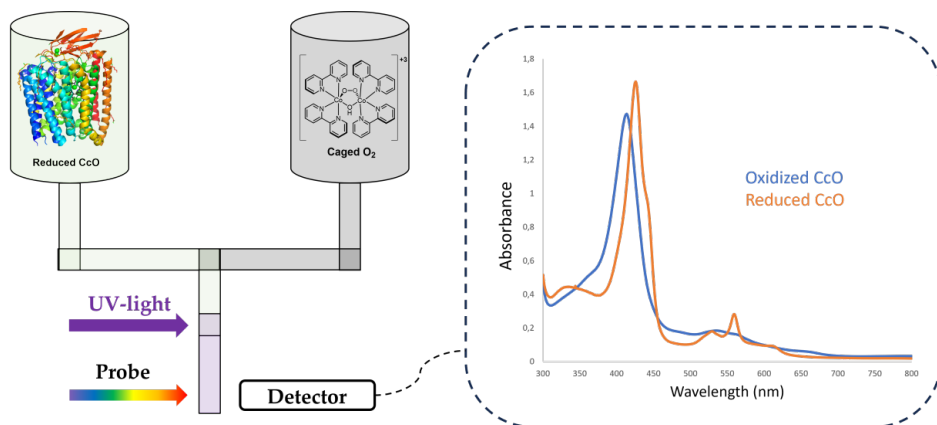 Reduced CcO
+3
N
N
N
N
O
O
Co
Co
O
H
N
N
N
N
Caged O₂
UV-light
Probe
Detector
Absorbance
1,8
1,6
1,4
1,2
1
0,8
0,6
0,4
0,2
0
Oxidized CcO
Reduced CcO
300 350 400 450 500 550 600 650 700 750 800
Wavelength (nm)